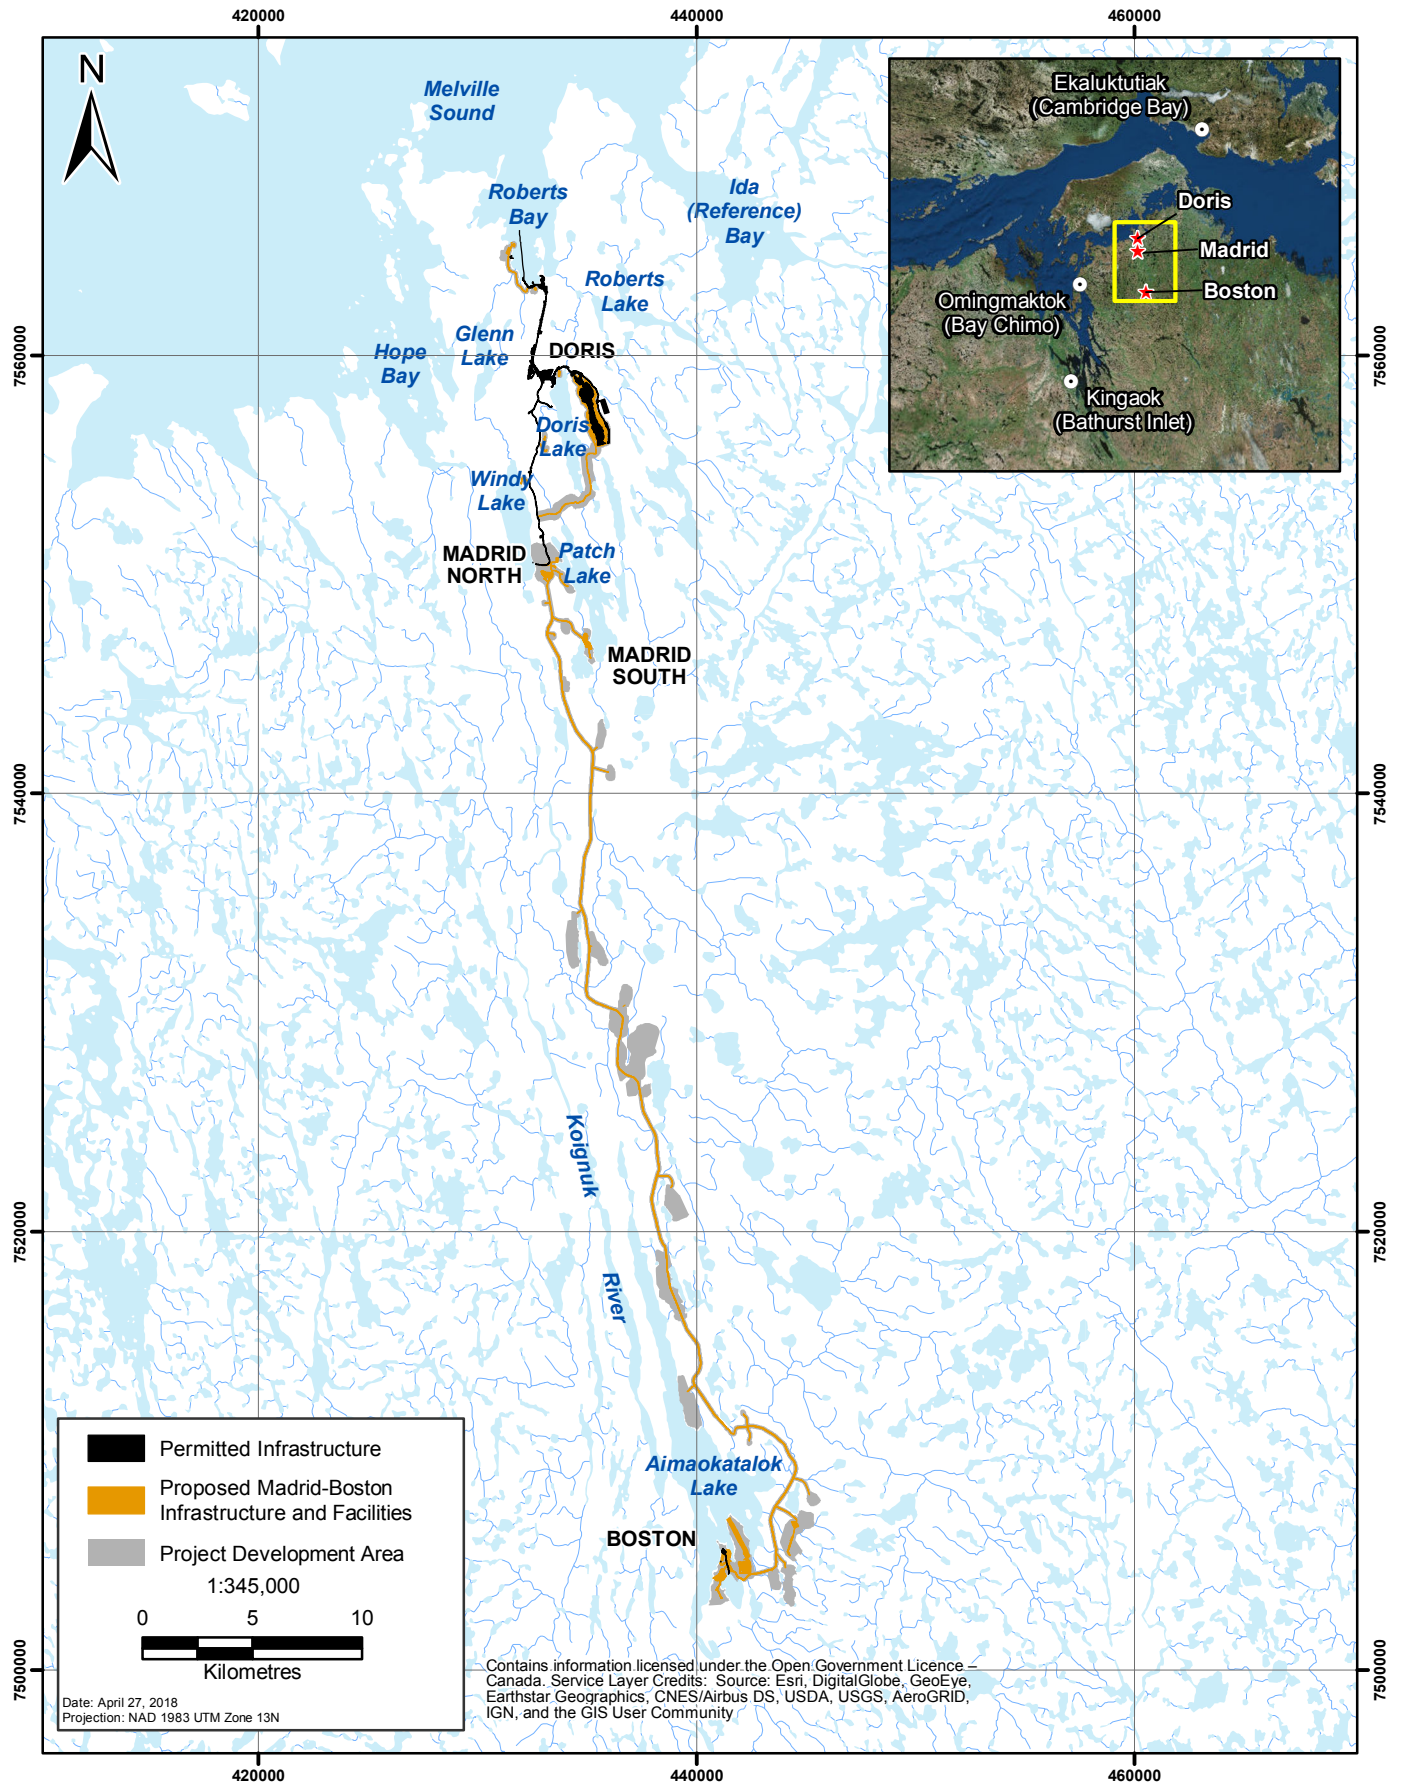 420000
440000
460000
N
Melville
Sound
Roberts
Bay
Ida
(Reference)
Bay
Roberts
Lake
Glenn
Lake
Hope
Bay
DORIS
Doris
Lake
Windy
Lake
MADRID
NORTH
Patch
Lake
MADRID
SOUTH
Koignuk
River
Aimaokatalok
Lake
BOSTON
Ekaluktutiak
(Cambridge Bay)
Doris
Madrid
Boston
Omingmaktok
(Bay Chimo)
Kingaok
(Bathurst Inlet)
7560000
7540000
7520000
7500000
7560000
7540000
7520000
7500000
Permitted Infrastructure
Proposed Madrid-Boston
Infrastructure and Facilities
Project Development Area
1:345,000
0 5 10
Kilometres
Date: April 27, 2018
Projection: NAD 1983 UTM Zone 13N
Contains information licensed under the Open Government Licence –
Canada. Service Layer Credits: Source: Esri, DigitalGlobe, GeoEye,
Earthstar Geographics, CNES/Airbus DS, USDA, USGS, AeroGRID,
IGN, and the GIS User Community
420000
440000
460000